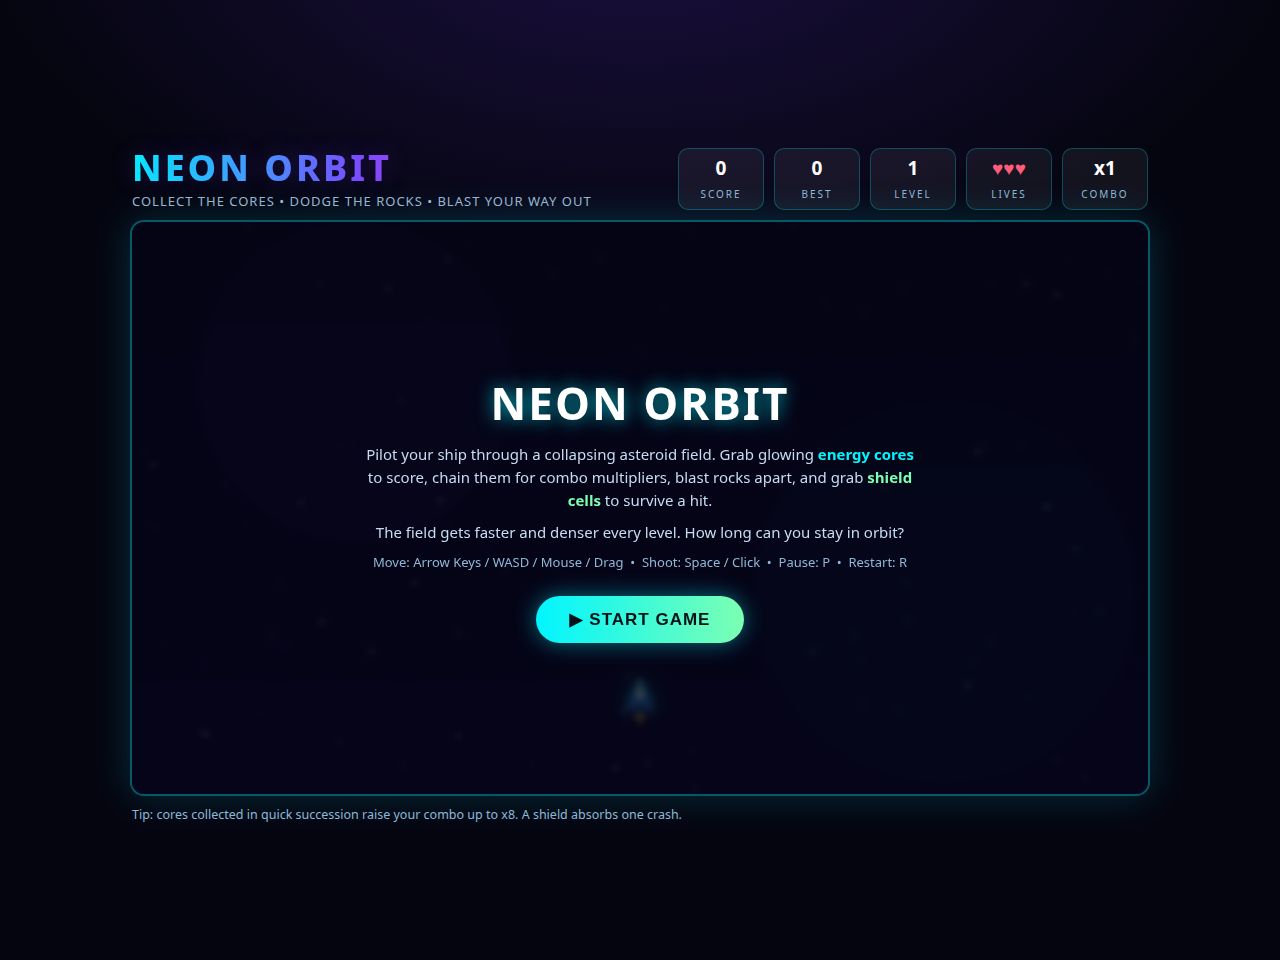 NEON ORBIT
COLLECT THE CORES • DODGE THE ROCKS • BLAST YOUR WAY OUT
0
SCORE
0
BEST
1
LEVEL
♥♥♥
LIVES
x1
COMBO
NEON ORBIT
Pilot your ship through a collapsing asteroid field. Grab glowing energy cores
to score, chain them for combo multipliers, blast rocks apart, and grab shield
cells to survive a hit.
The field gets faster and denser every level. How long can you stay in orbit?
Move: Arrow Keys / WASD / Mouse / Drag • Shoot: Space / Click • Pause: P • Restart: R
▶ START GAME
Tip: cores collected in quick succession raise your combo up to x8. A shield absorbs one crash.